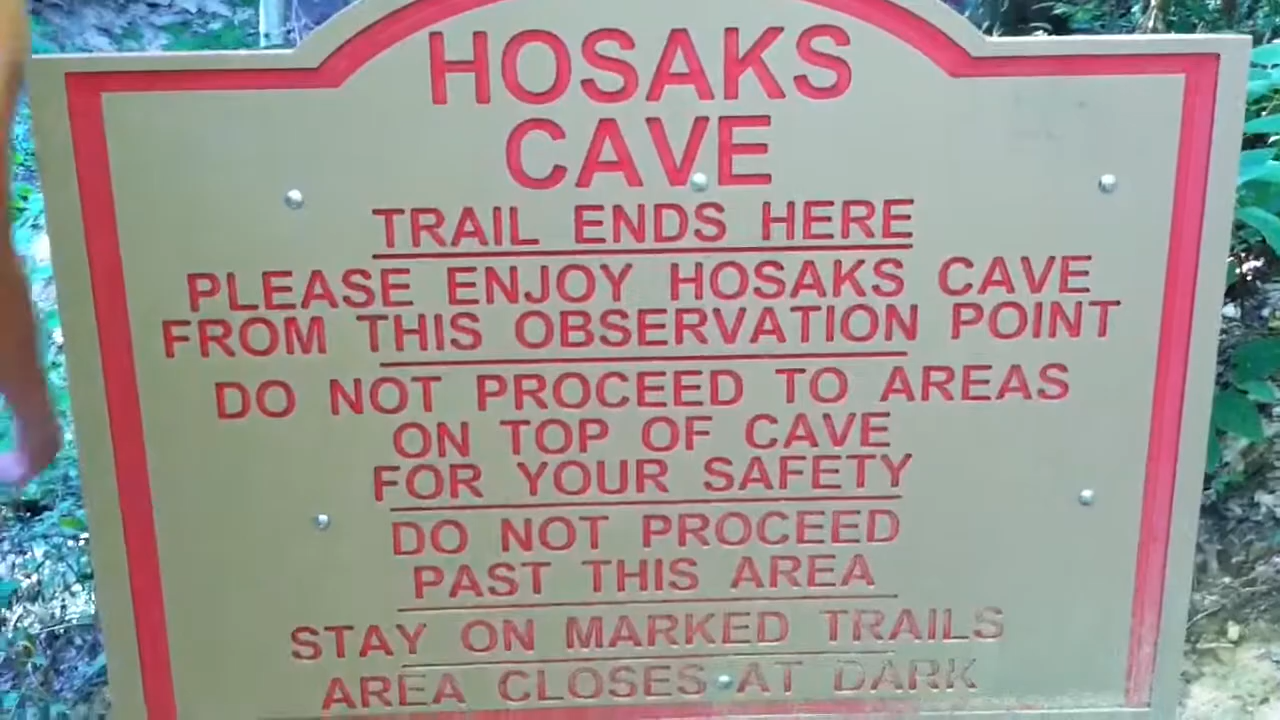 HOSAKS
CAVE
TRAIL ENDS HERE
PLEASE ENJOY HOSAKS CAVE
FROM THIS OBSERVATION POINT
DO NOT PROCEED TO AREAS
ON TOP OF CAVE
FOR YOUR SAFETY
DO NOT PROCEED
PAST THIS AREA
STAY ON MARKED TRAILS
AREA CLOSES AT DARK